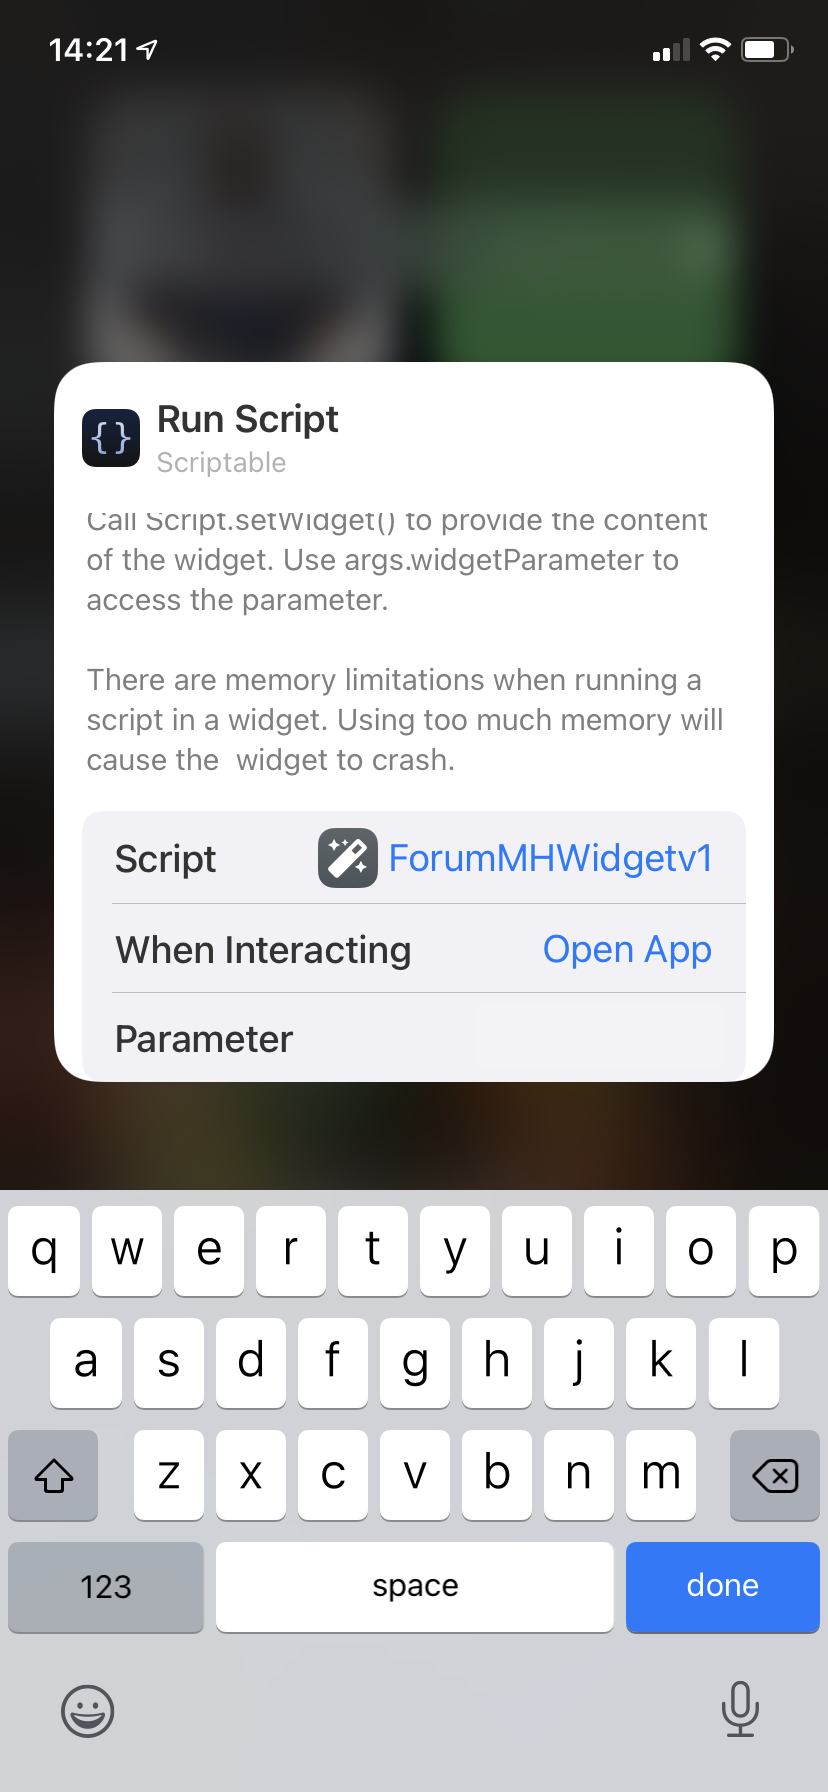 14:21
Run Script
Scriptable
Call Script.setWidget() to provide the content
of the widget. Use args.widgetParameter to
access the parameter.
There are memory limitations when running a
script in a widget. Using too much memory will
cause the  widget to crash.
Script ForumMHWidgetv1
When Interacting Open App
Parameter
q w e r t y u i o p
a s d f g h j k l
z x c v b n m
123 space done